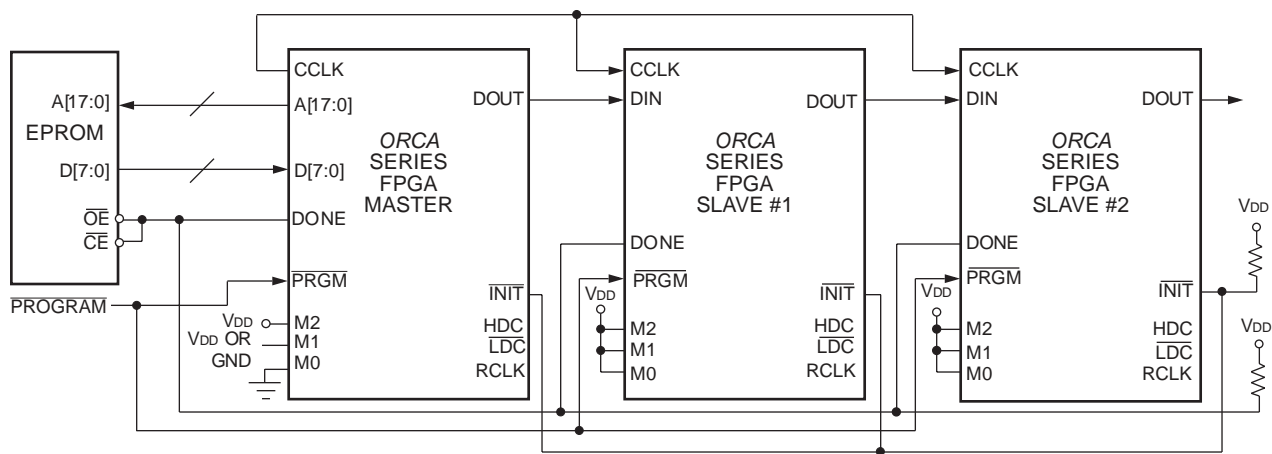 A[17:0]
EPROM
D[7:0]
OE
CE
PROGRAM
VDD
VDD OR
GND
CCLK
A[17:0]
DOUT
ORCA
SERIES
FPGA
MASTER
D[7:0]
DONE
PRGM
INIT
M2
M1
M0
HDC
LDC
RCLK
CCLK
DIN
DOUT
ORCA
SERIES
FPGA
SLAVE #1
DONE
PRGM
VDD
INIT
M2
M1
M0
HDC
LDC
RCLK
CCLK
DIN
DOUT
ORCA
SERIES
FPGA
SLAVE #2
DONE
PRGM
VDD
INIT
M2
M1
M0
HDC
LDC
RCLK
VDD
VDD